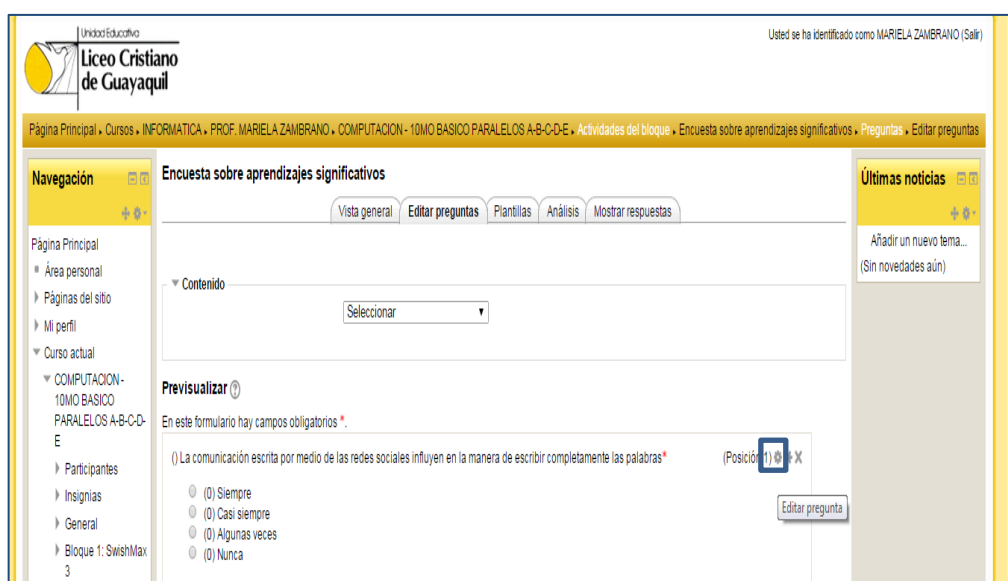 Unidad Educativa
Liceo Cristiano
de Guayaquil
Usted se ha identificado como MARIELA ZAMBRANO (Salir)
Página Principal ▸ Cursos ▸ INFORMATICA ▸ PROF. MARIELA ZAMBRANO ▸ COMPUTACION - 10MO BASICO PARALELOS A-B-C-D-E ▸ Actividades del bloque ▸ Encuesta sobre aprendizajes significativos ▸ Preguntas ▸ Editar preguntas
Navegación
Página Principal
Área personal
Páginas del sitio
Mi perfil
Curso actual
COMPUTACION -
10MO BASICO
PARALELOS A-B-C-D-
E
Participantes
Insignias
General
Bloque 1: SwishMax
3
Encuesta sobre aprendizajes significativos
Vista general
Editar preguntas
Plantillas
Análisis
Mostrar respuestas
Contenido
Seleccionar
Previsualizar
En este formulario hay campos obligatorios *.
() La comunicación escrita por medio de las redes sociales influyen en la manera de escribir completamente las palabras* (Posición:1)
Editar pregunta
(0) Siempre
(0) Casi siempre
(0) Algunas veces
(0) Nunca
Últimas noticias
Añadir un nuevo tema...
(Sin novedades aún)